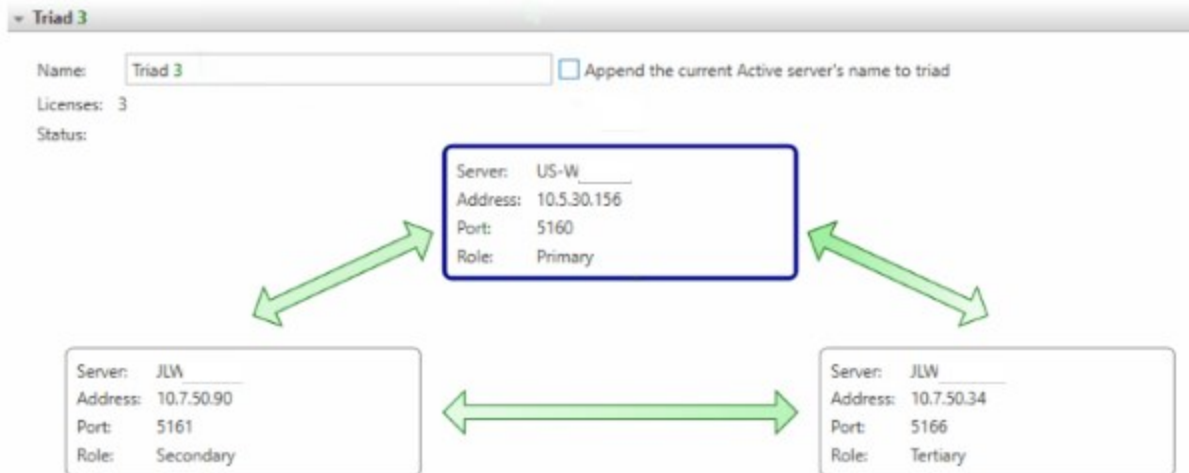 Triad 3
Name: Triad 3 Append the current Active server's name to triad
Licenses: 3
Status:
Server: US-W
Address: 10.5.30.156
Port: 5160
Role: Primary
Server: JLW
Address: 10.7.50.90
Port: 5161
Role: Secondary
Server: JLW
Address: 10.7.50.34
Port: 5166
Role: Tertiary